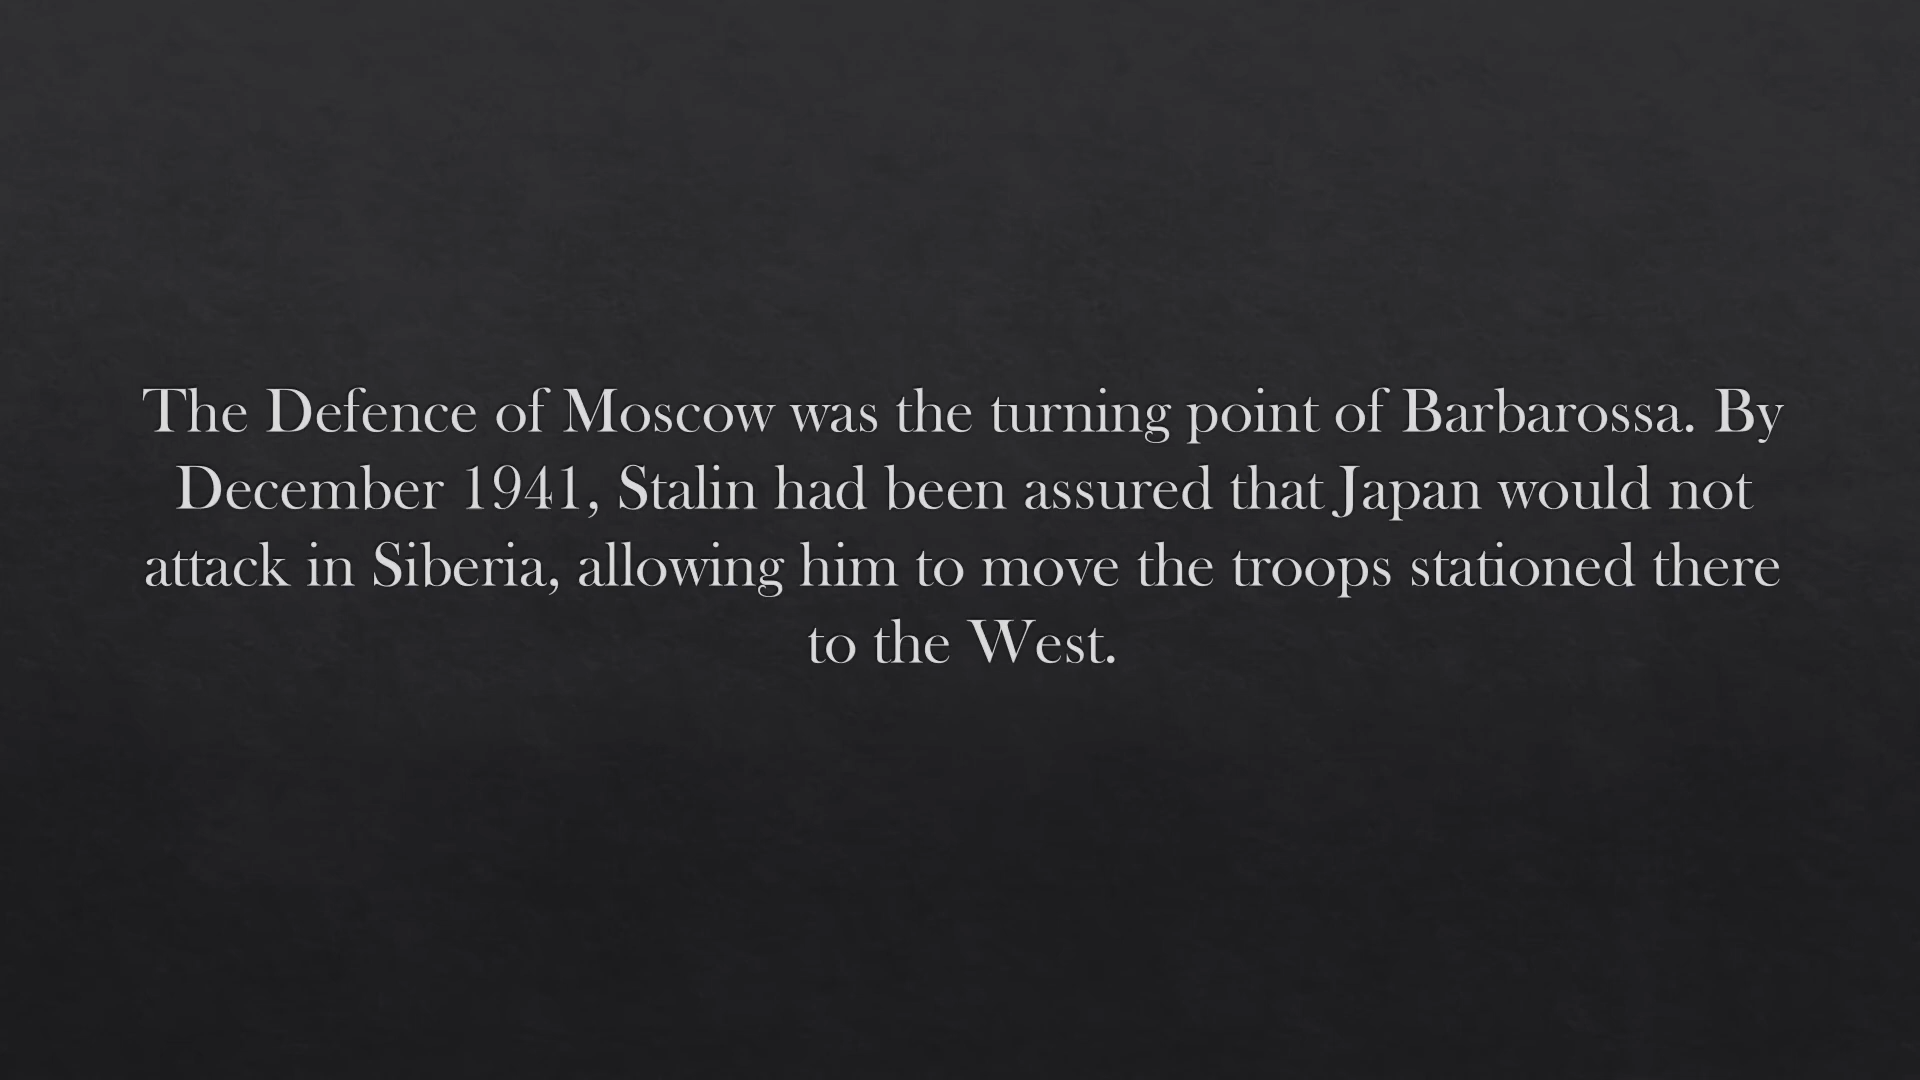 The Defence of Moscow was the turning point of Barbarossa. By
December 1941, Stalin had been assured that Japan would not
attack in Siberia, allowing him to move the troops stationed there
to the West.